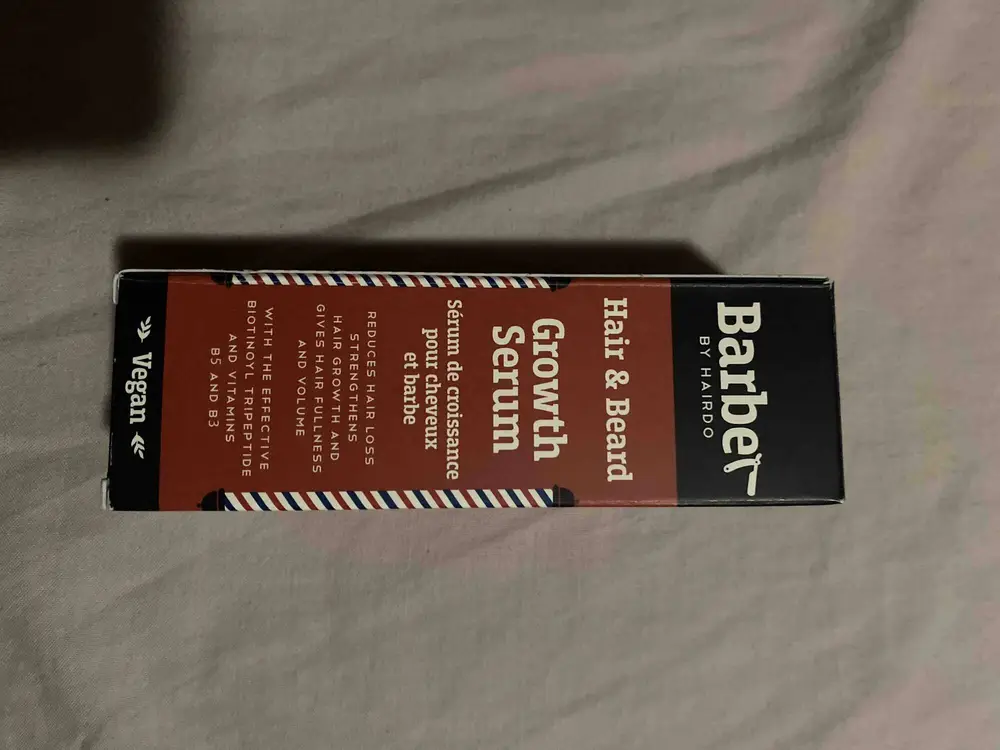 Barber
BY HAIRDO
Hair & Beard
Growth
Serum
Sérum de croissance
pour cheveux
et barbe
REDUCES HAIR LOSS
STRENGTHENS
HAIR GROWTH AND
GIVES HAIR FULLNESS
AND VOLUME
WITH THE EFFECTIVE
BIOTINOYL TRIPEPTIDE
AND VITAMINS
B5 AND B3
Vegan